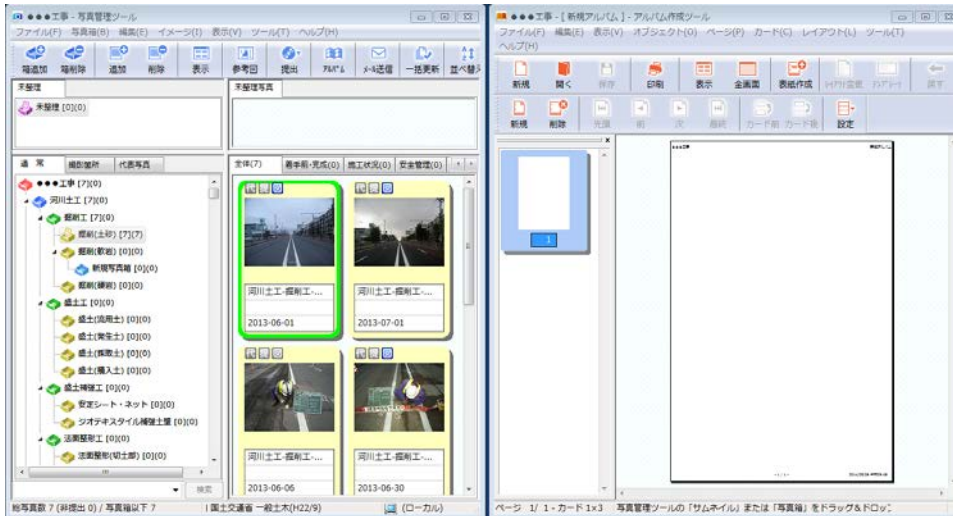 ●●●工事 - 写真管理ツール
ファイル(F) 写真箱(B) 編集(E) イメージ(I) 表示(V) ツール(T) ヘルプ(H)
箱追加 箱削除 追加 削除 表示 参考図 提出 アルバム メール送信 一括更新 並べ替え
未整理
未整理 [0](0)
未整理写真
通 常 撮影箇所 代表写真
●●●工事 [7](0)
河川土工 [7](0)
掘削工 [7](0)
掘削(土砂) [7](7)
掘削(軟岩) [0](0)
新規写真箱 [0](0)
掘削(硬岩) [0](0)
盛土工 [0](0)
盛土(流用土) [0](0)
盛土(発生土) [0](0)
盛土(採取土) [0](0)
盛土(購入土) [0](0)
盛土補強工 [0](0)
安定シート・ネット [0](0)
ジオテキスタイル補強土壁 [0](0)
法面整形工 [0](0)
法面整形(切土部) [0](0)
検索
全体(7) 着手前・完成(0) 施工状況(0) 安全管理(0)
河川土工-掘削工-...
2013-06-01
河川土工-掘削工-...
2013-07-01
河川土工-掘削工-...
2013-06-06
河川土工-掘削工-...
2013-06-30
総写真数 7 (非提出 0) / 写真箱以下 7
国土交通省 一般土木(H22/9)
(ローカル)
●●●工事 - [ 新規アルバム ] - アルバム作成ツール
ファイル(F) 編集(E) 表示(V) オブジェクト(O) ページ(P) カード(C) レイアウト(L) ツール(T)
ヘルプ(H)
新規 開く 保存 印刷 表示 全画面 表紙作成 戻す
新規 削除 先頭 前 次 最終 カード前 カード後 設定
1
●●●工事
ページ 1/ 1 - カード 1×3 写真管理ツールの「サムネイル」または「写真箱」をドラッグ&ドロップ